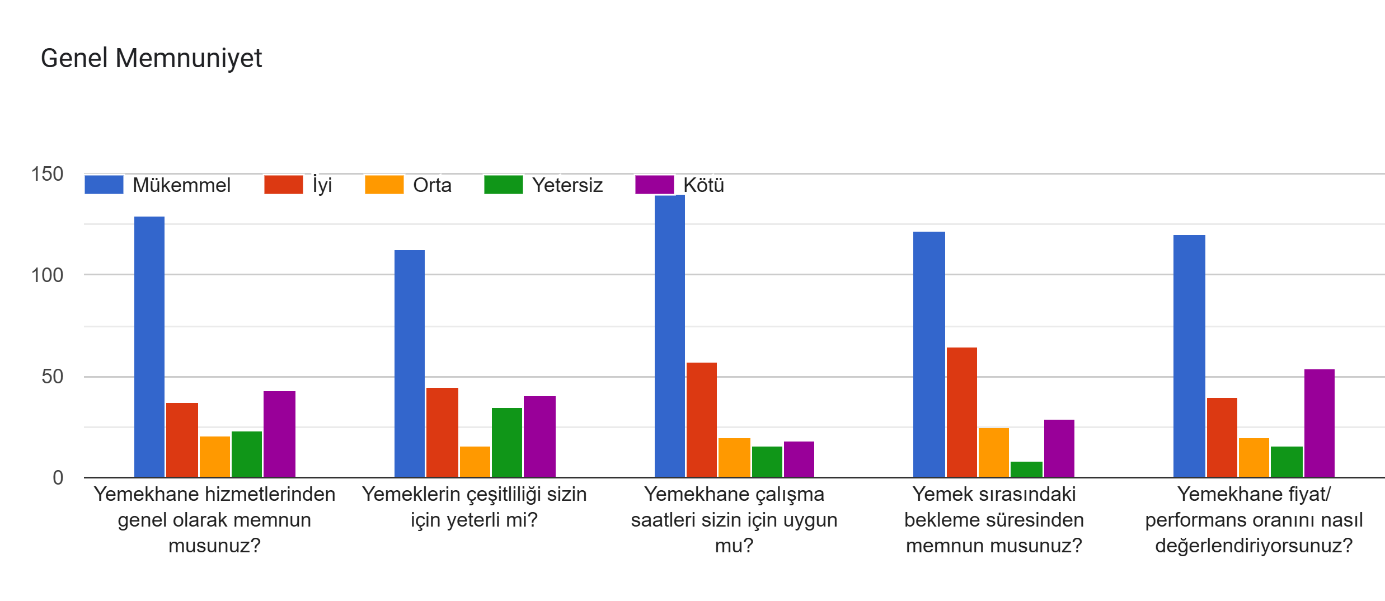 Genel Memnuniyet
150
Mükemmel
İyi
Orta
Yetersiz
Kötü
100
50
0
Yemekhane hizmetlerinden
genel olarak memnun
musunuz?
Yemeklerin çeşitliliği sizin
için yeterli mi?
Yemekhane çalışma
saatleri sizin için uygun
mu?
Yemek sırasındaki
bekleme süresinden
memnun musunuz?
Yemekhane fiyat/
performans oranını nasıl
değerlendiriyorsunuz?